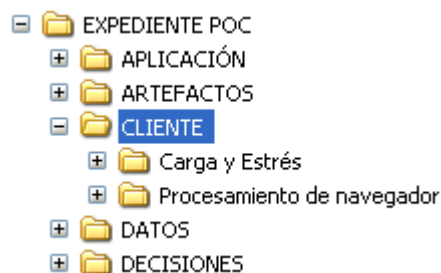 EXPEDIENTE POC
APLICACIÓN
ARTEFACTOS
CLIENTE
Carga y Estrés
Procesamiento de navegador
DATOS
DECISIONES